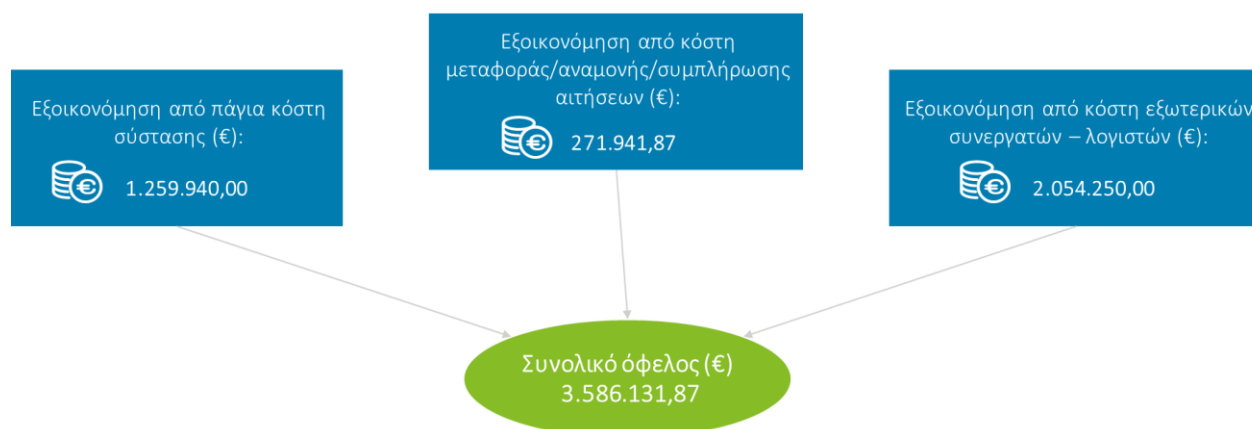 Εξοικονόμηση από πάγια κόστη
σύστασης (€):
1.259.940,00
Εξοικονόμηση από κόστη
μεταφοράς/αναμονής/συμπλήρωσης
αιτήσεων (€):
271.941,87
Εξοικονόμηση από κόστη εξωτερικών
συνεργατών – λογιστών (€):
2.054.250,00
Συνολικό όφελος (€)
3.586.131,87